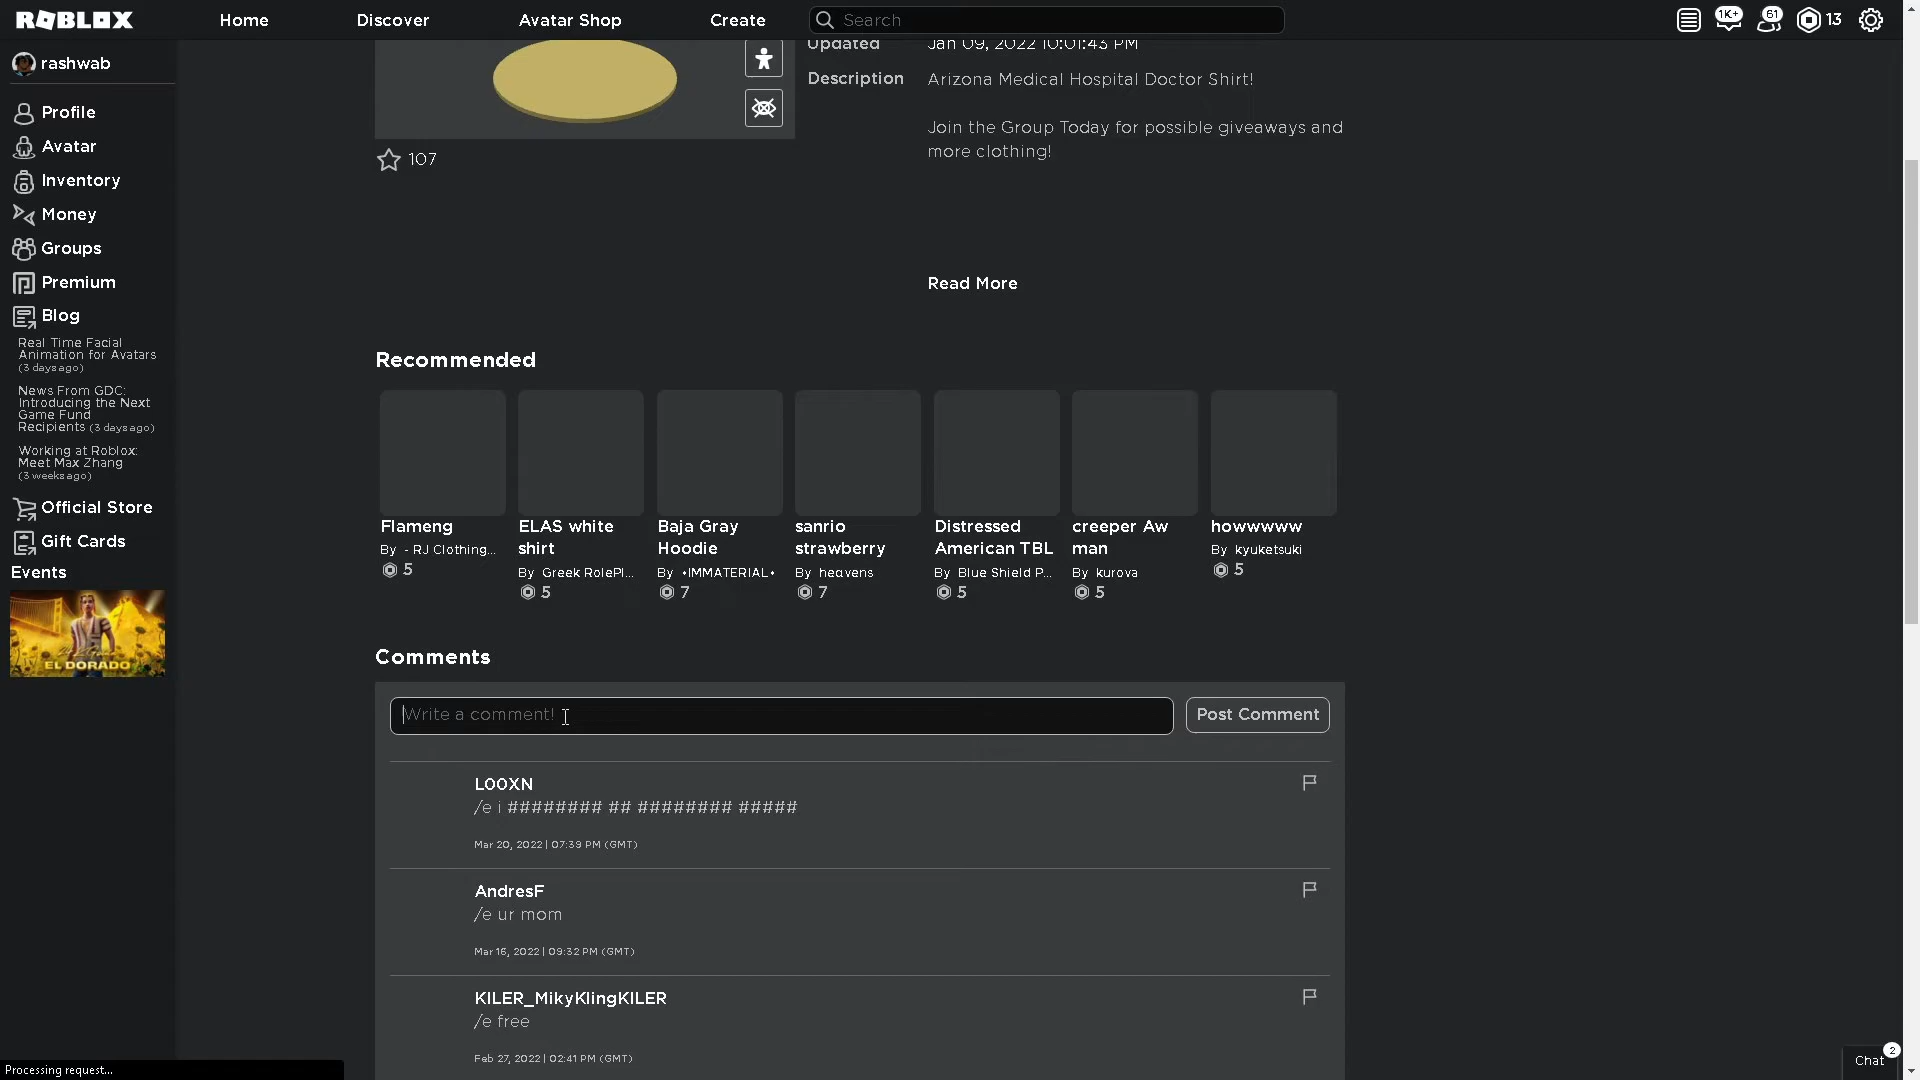 ROBLOX
Home
Discover
Avatar Shop
Create
Search
1K+
61
13
rashwab
Profile
Avatar
Inventory
Money
Groups
Premium
Blog
Real Time Facial
Animation for Avatars
(3 days ago)
News From GDC:
Introducing the Next
Game Fund
Recipients (3 days ago)
Working at Roblox:
Meet Max Zhang
(3 weeks ago)
Official Store
Gift Cards
Events
EL DORADO
Updated
Jan 09, 2022 10:01:43 PM
Description
Arizona Medical Hospital Doctor Shirt!
Join the Group Today for possible giveaways and
more clothing!
107
Read More
Recommended
Flameng
By - RJ Clothing...
5
ELAS white
shirt
By Greek RolePl...
5
Baja Gray
Hoodie
By •IMMATERIAL•
7
sanrio
strawberry
By heavens
7
Distressed
American TBL
By Blue Shield P...
5
creeper Aw
man
By kurova
5
howwwww
By kyuketsuki
5
Comments
Write a comment!
Post Comment
L00XN
/e i ######## ## ######## #####
Mar 20, 2022 | 07:39 PM (GMT)
AndresF
/e ur mom
Mar 16, 2022 | 09:32 PM (GMT)
KILER_MikyKlingKILER
/e free
Feb 27, 2022 | 02:41 PM (GMT)
Processing request...
Chat
2